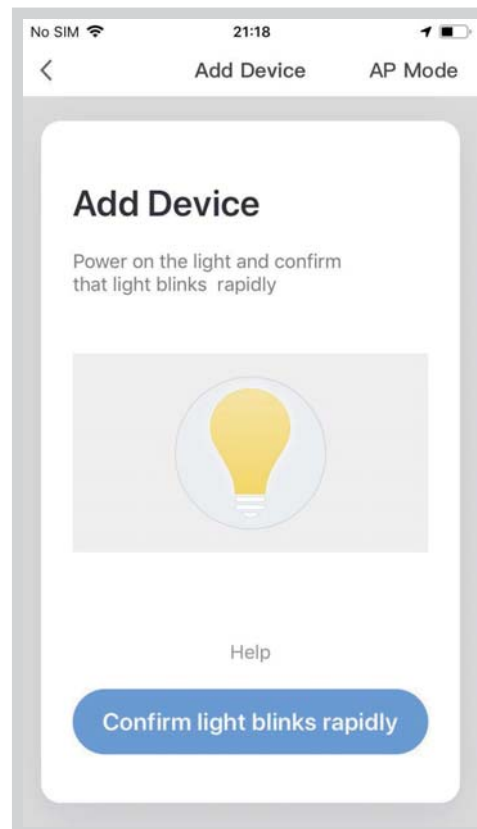 No SIM 21:18
Add Device AP Mode
Add Device
Power on the light and confirm
that light blinks rapidly
Help
Confirm light blinks rapidly